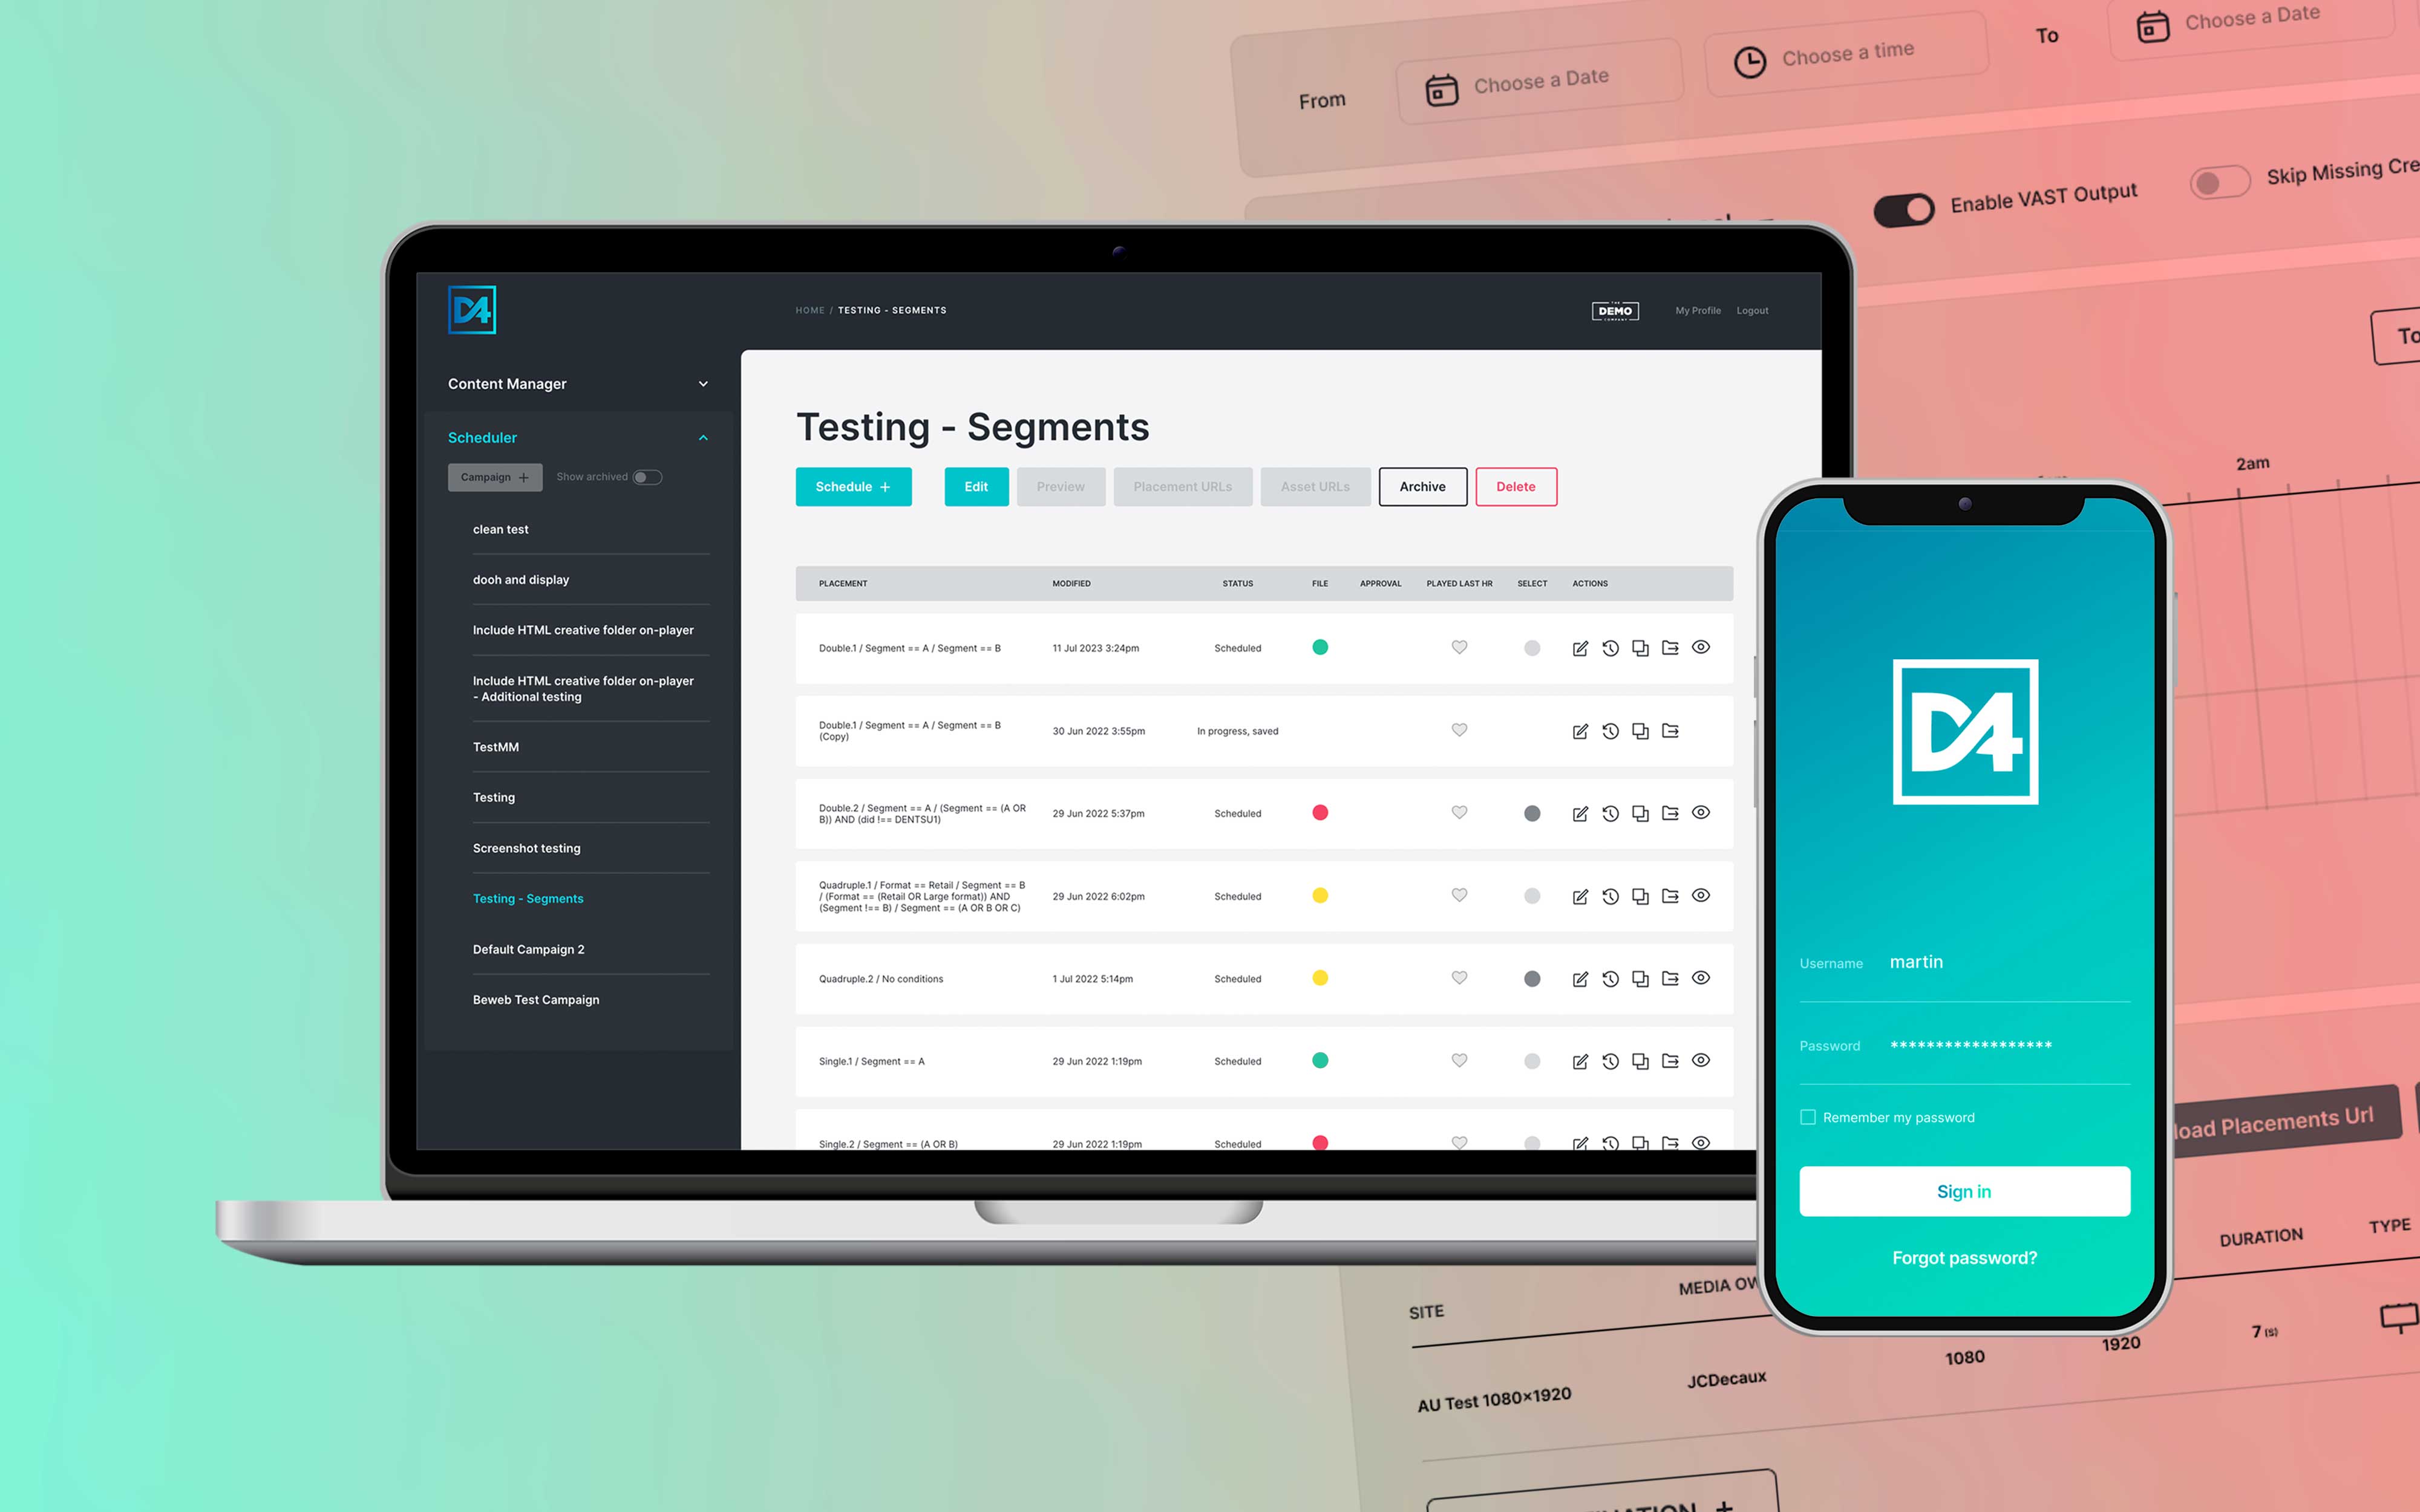 From
Choose a Date
Choose a time
To
Choose a Date
Enable VAST Output
Skip Missing Cre
To
2am
D4
HOME / TESTING - SEGMENTS
THE
DEMO
COMPANY
My Profile
Logout
Content Manager
Scheduler
Campaign +
Show archived
clean test
dooh and display
Include HTML creative folder on-player
Include HTML creative folder on-player
- Additional testing
TestMM
Testing
Screenshot testing
Testing - Segments
Default Campaign 2
Beweb Test Campaign
Testing - Segments
Schedule +
Edit
Preview
Placement URLs
Asset URLs
Archive
Delete
PLACEMENT MODIFIED STATUS FILE APPROVAL PLAYED LAST HR SELECT ACTIONS
Double.1 / Segment == A / Segment == B 11 Jul 2023 3:24pm Scheduled
Double.1 / Segment == A / Segment == B
(Copy) 30 Jun 2022 3:55pm In progress, saved
Double.2 / Segment == A / (Segment == (A OR
B)) AND (did !== DENTSU1) 29 Jun 2022 5:37pm Scheduled
Quadruple.1 / Format == Retail / Segment == B
/ (Format == (Retail OR Large format)) AND
(Segment !== B) / Segment == (A OR B OR C) 29 Jun 2022 6:02pm Scheduled
Quadruple.2 / No conditions 1 Jul 2022 5:14pm Scheduled
Single.1 / Segment == A 29 Jun 2022 1:19pm Scheduled
Single.2 / Segment == (A OR B) 29 Jun 2022 1:19pm Scheduled
D4
Username martin
Password ******************
Remember my password
Sign in
Forgot password?
load Placements Url
SITE MEDIA OW DURATION TYPE
AU Test 1080×1920 JCDecaux 1080 1920 7 (s)